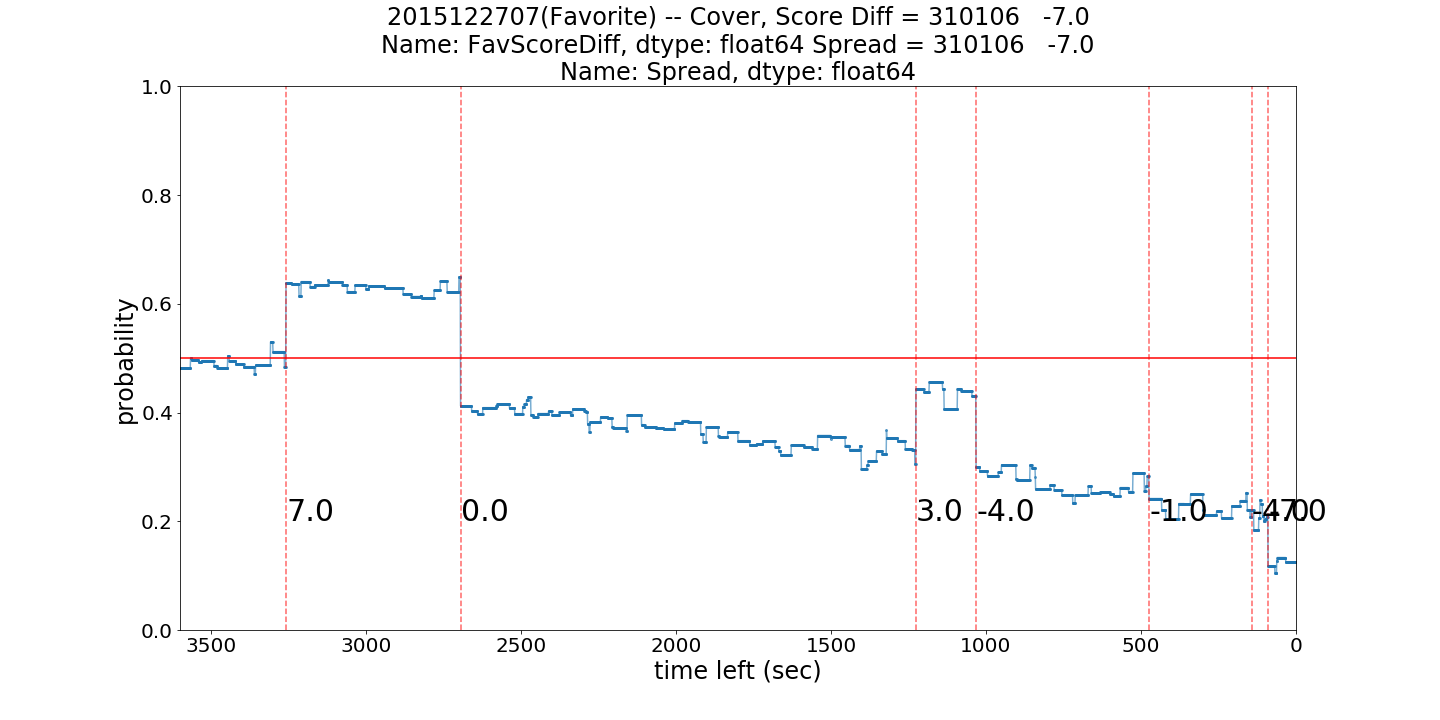 2015122707(Favorite) -- Cover, Score Diff = 310106   -7.0
Name: FavScoreDiff, dtype: float64 Spread = 310106   -7.0
Name: Spread, dtype: float64
1.0
0.8
0.6
0.4
0.2
0.0
probability
7.0
0.0
3.0
-4.0
-1.0
-4.0
-7.0
3500 3000 2500 2000 1500 1000 500 0
time left (sec)